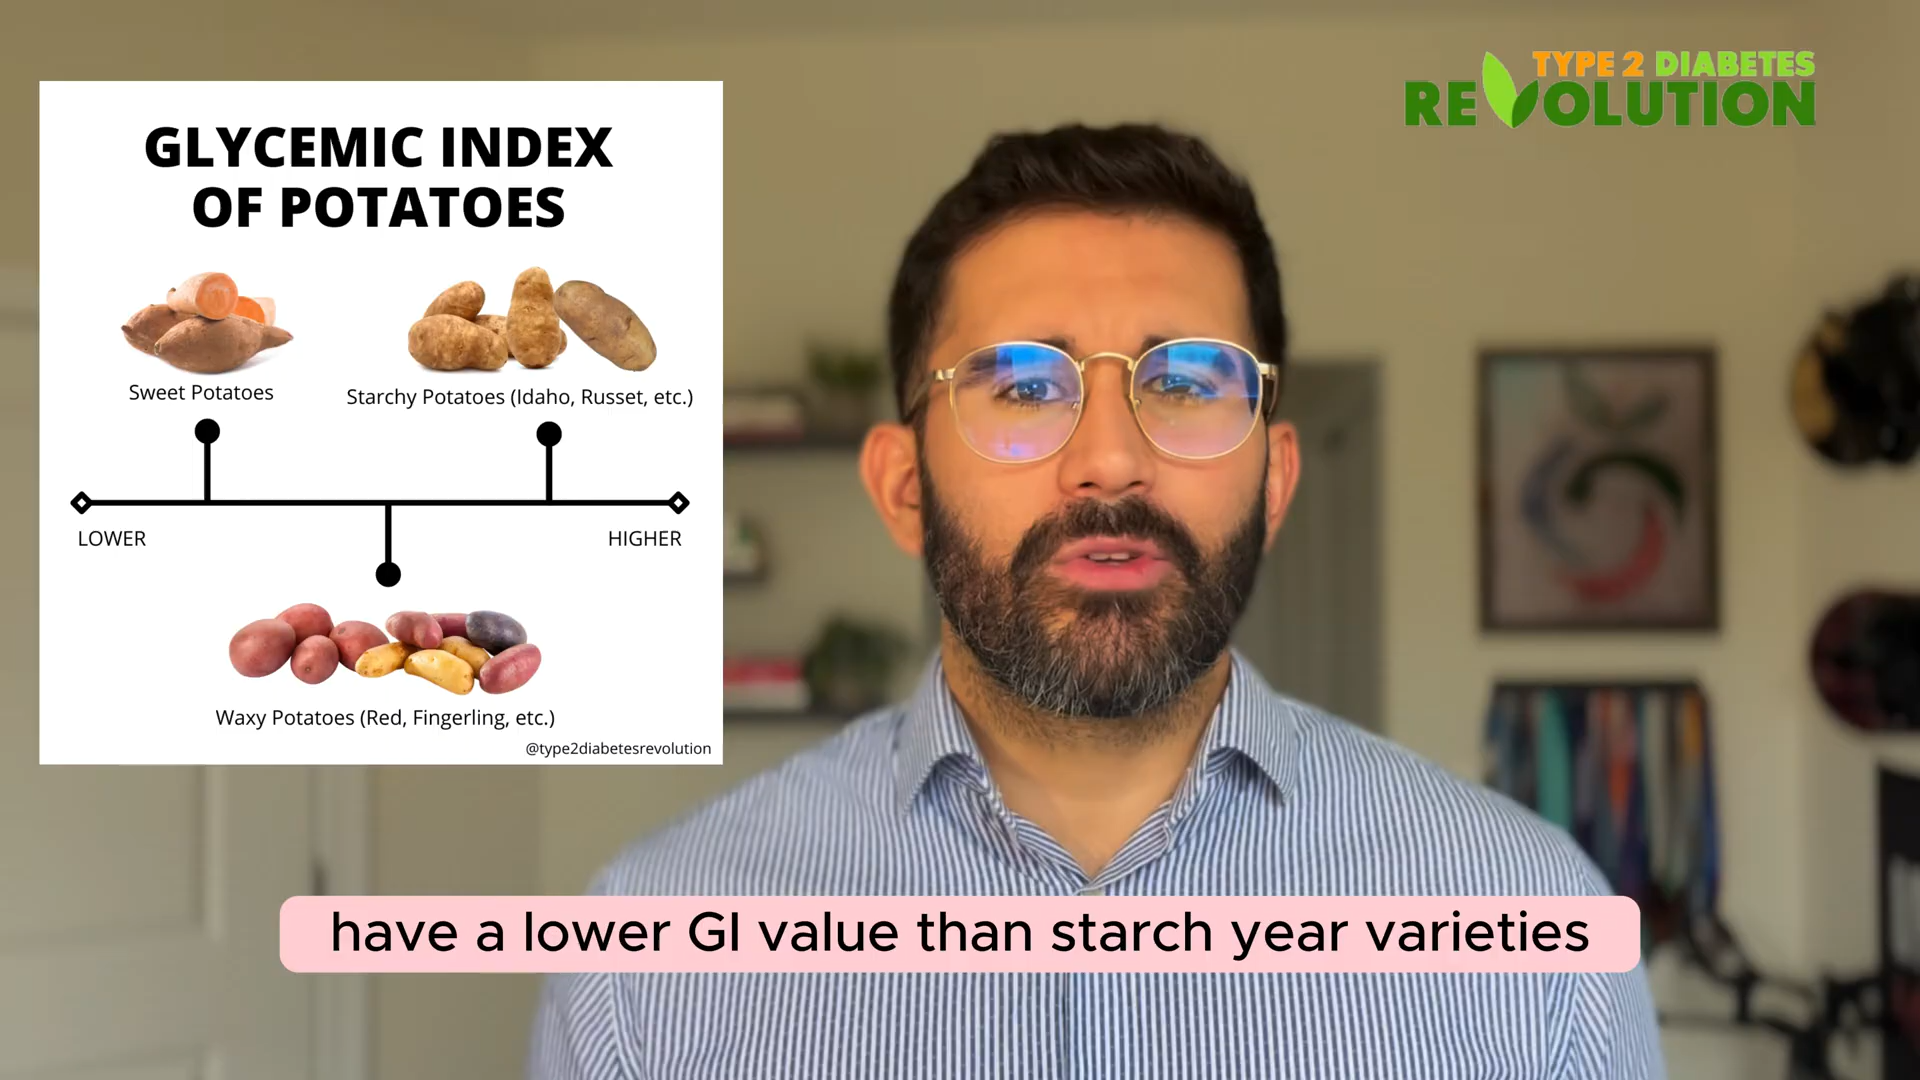 GLYCEMIC INDEX
OF POTATOES
Sweet Potatoes
Starchy Potatoes (Idaho, Russet, etc.)
LOWER
HIGHER
Waxy Potatoes (Red, Fingerling, etc.)
@type2diabetesrevolution
TYPE 2 DIABETES
REVOLUTION
have a lower GI value than starch year varieties